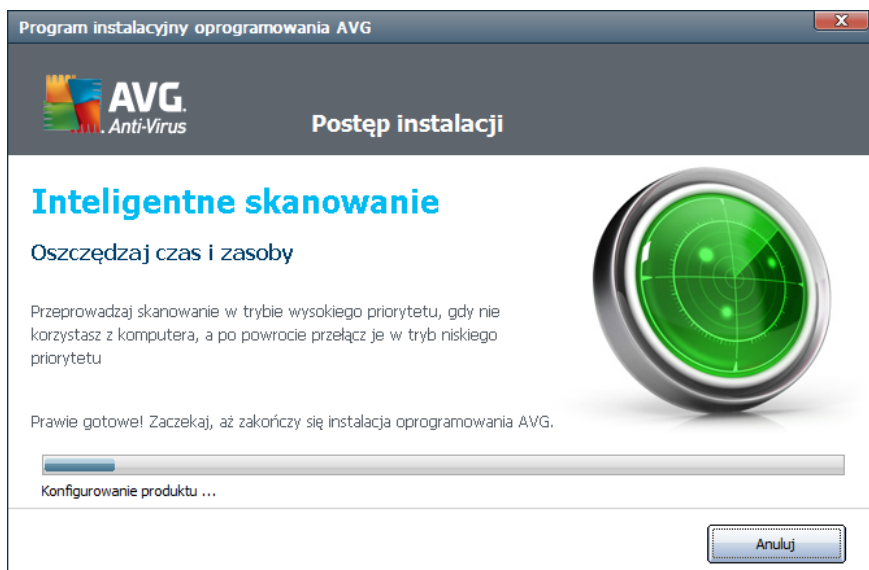 Program instalacyjny oprogramowania AVG
AVG.
Anti-Virus
Postęp instalacji
Inteligentne skanowanie
Oszczędzaj czas i zasoby
Przeprowadzaj skanowanie w trybie wysokiego priorytetu, gdy nie
korzystasz z komputera, a po powrocie przełącz je w tryb niskiego
priorytetu
Prawie gotowe! Zaczekaj, aż zakończy się instalacja oprogramowania AVG.
Konfigurowanie produktu ...
Anuluj